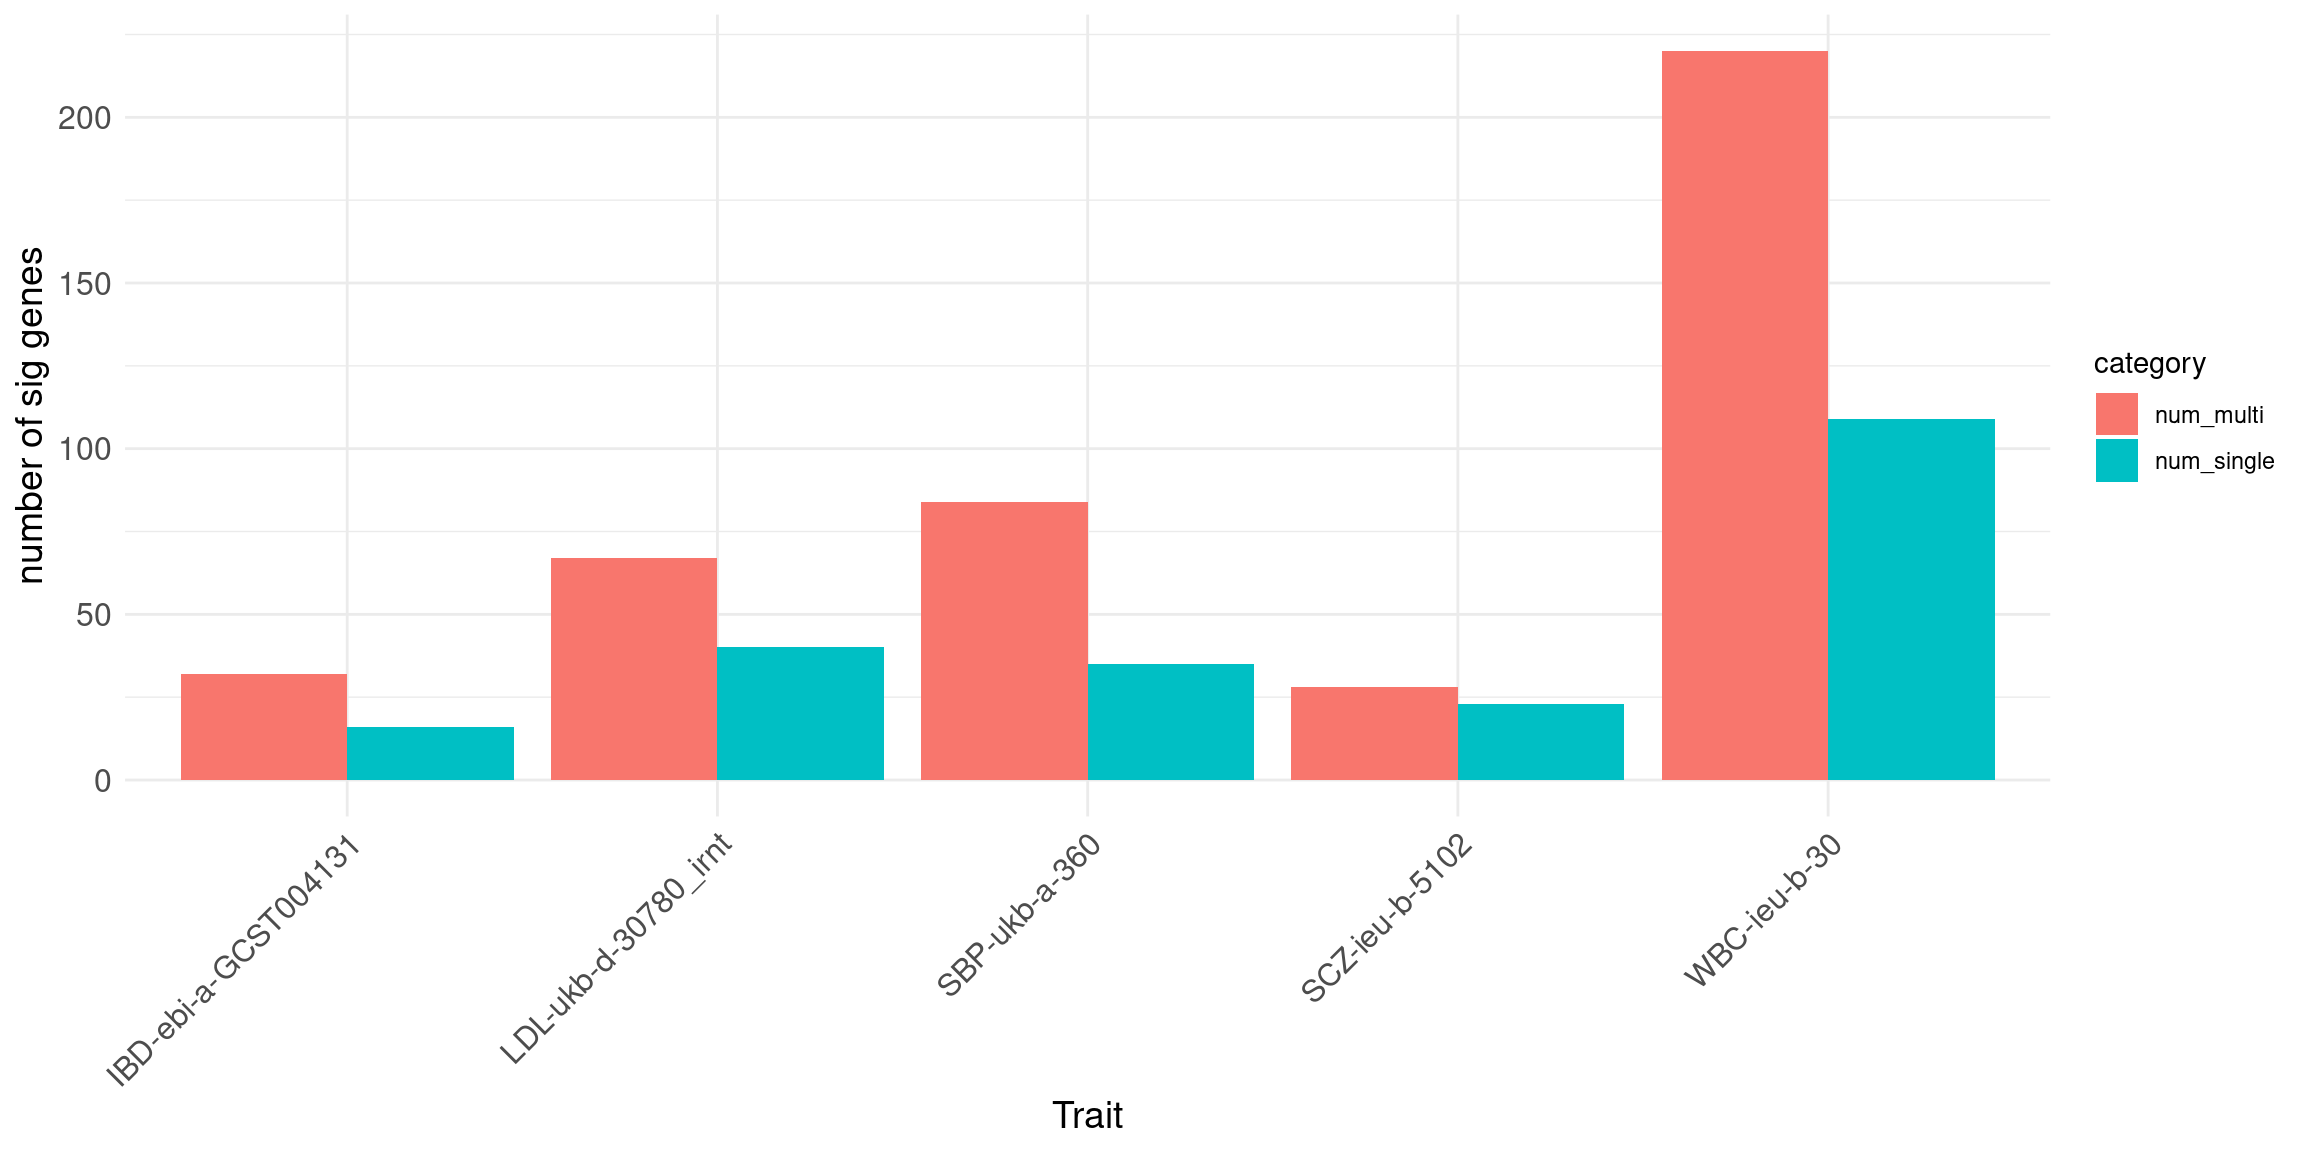 number of sig genes
200
150
100
50
0
IBD-ebi-a-GCST004131
LDL-ukb-d-30780_irnt
SBP-ukb-a-360
SCZ-ieu-b-5102
WBC-ieu-b-30
Trait
category
num_multi
num_single